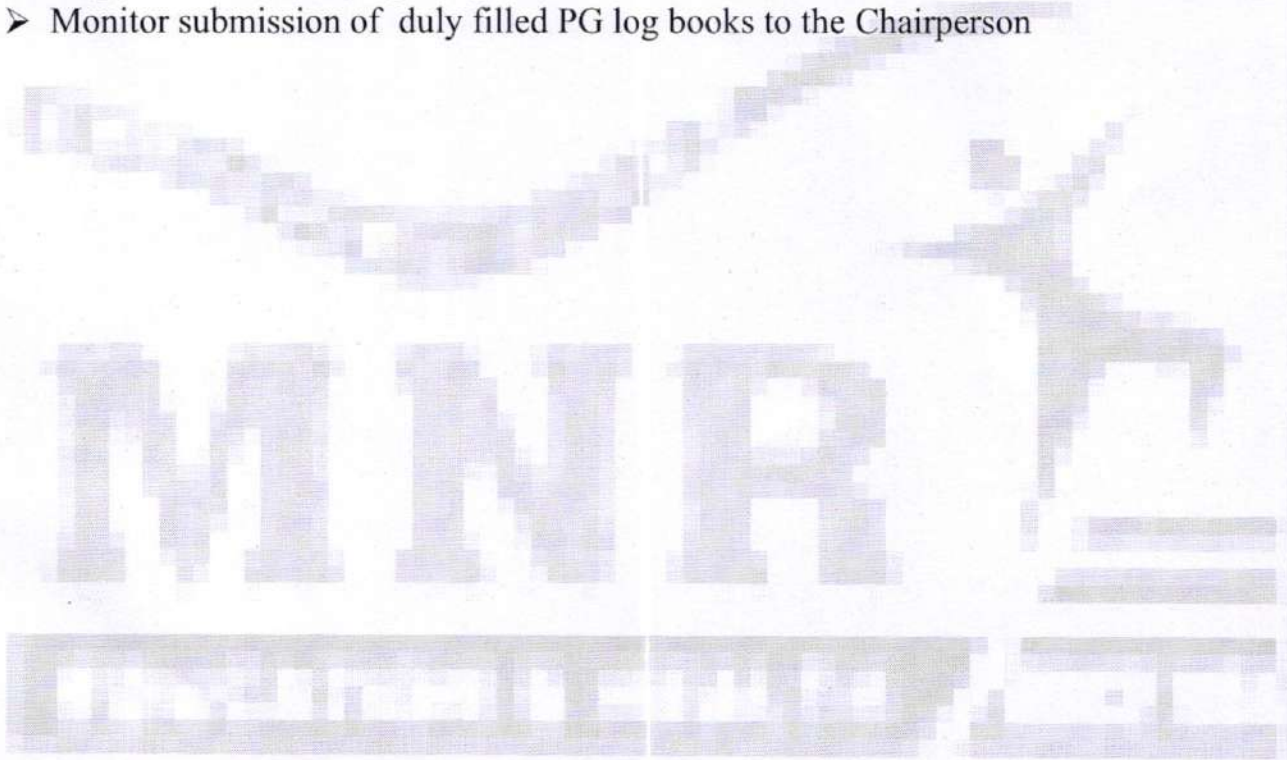 ➤ Monitor submission of duly filled PG log books to the Chairperson
MNR